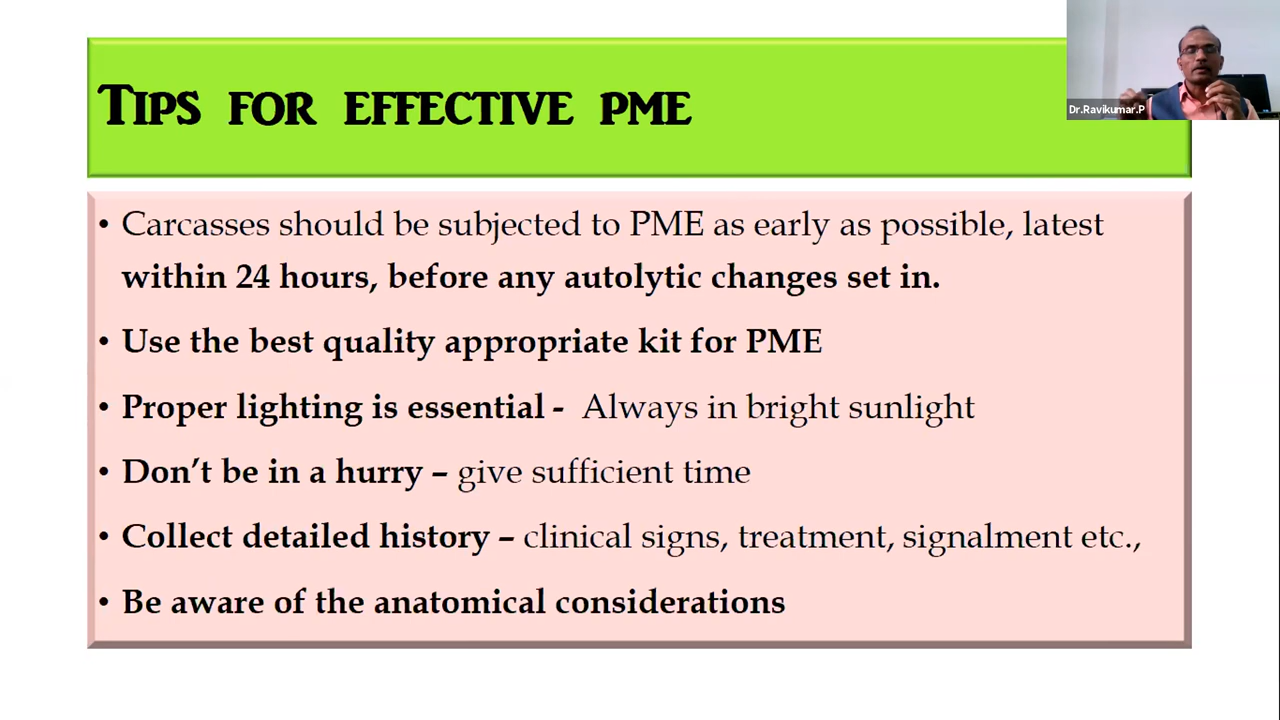 TIPS FOR EFFECTIVE PME
Dr.Ravikumar.P
• Carcasses should be subjected to PME as early as possible, latest
within 24 hours, before any autolytic changes set in.
• Use the best quality appropriate kit for PME
• Proper lighting is essential - Always in bright sunlight
• Don’t be in a hurry – give sufficient time
• Collect detailed history – clinical signs, treatment, signalment etc.,
• Be aware of the anatomical considerations